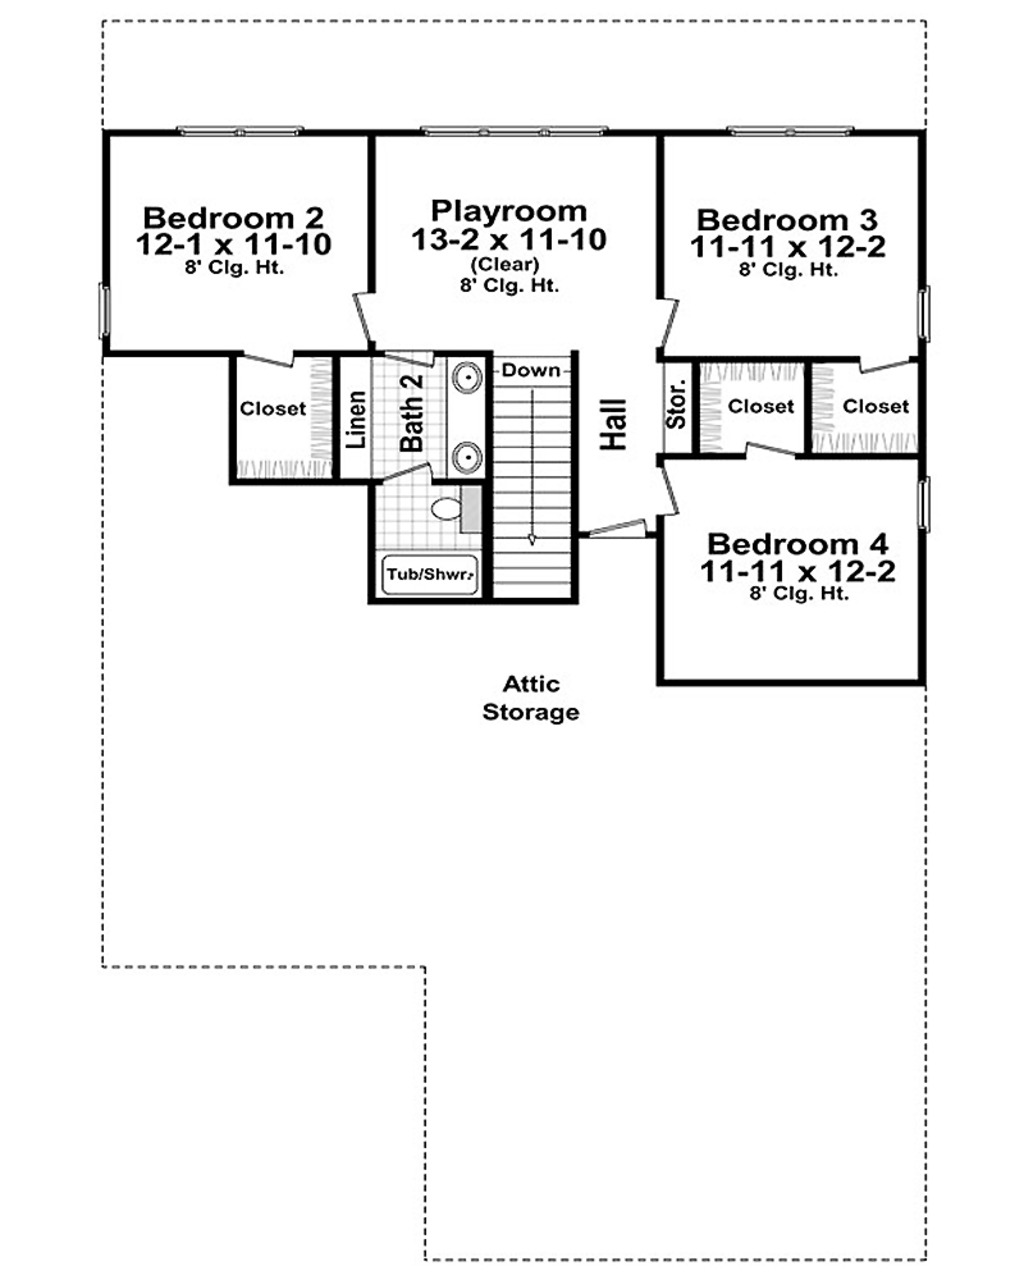 Bedroom 2
12-1 x 11-10
8' Clg. Ht.
Playroom
13-2 x 11-10
(Clear)
8' Clg. Ht.
Bedroom 3
11-11 x 12-2
8' Clg. Ht.
Closet
Linen
Bath 2
Down
Hall
Stor.
Closet
Closet
Tub/Shwr.
Bedroom 4
11-11 x 12-2
8' Clg. Ht.
Attic
Storage